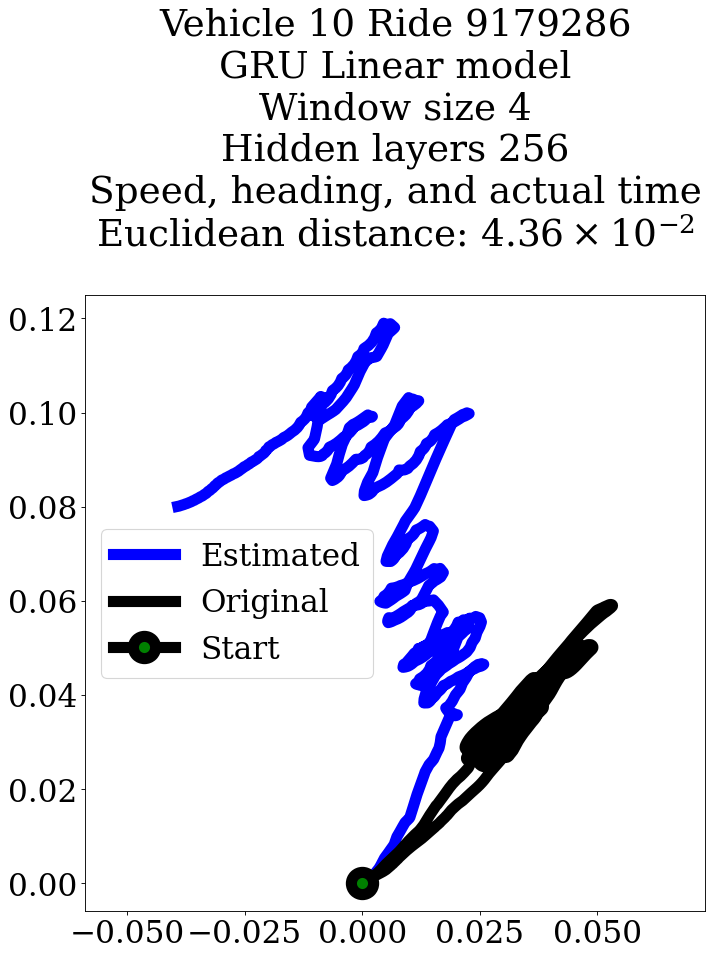 Vehicle 10 Ride 9179286
GRU Linear model
Window size 4
Hidden layers 256
Speed, heading, and actual time
Euclidean distance: 4.36 × 10⁻²
0.12
0.10
0.08
0.06
0.04
0.02
0.00
Estimated
Original
Start
−0.050 −0.025 0.000 0.025 0.050